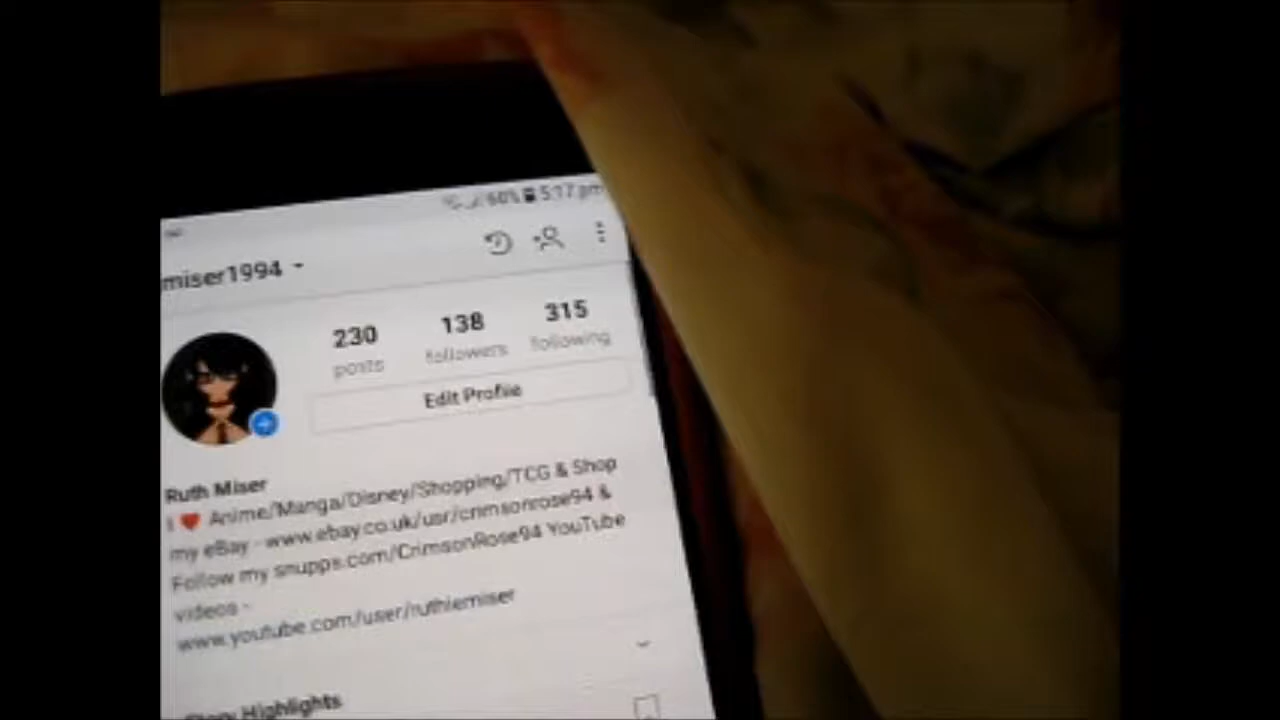 60% 5:17 pm
miser1994
230 138 315
posts followers following
Edit Profile
Ruth Miser
I ❤ Anime/Manga/Disney/Shopping/TCG & Shop
my eBay - www.ebay.co.uk/usr/crimsonrose94 &
Follow my snupps.com/CrimsonRose94 YouTube
videos -
www.youtube.com/user/ruthiemiser
Story Highlights